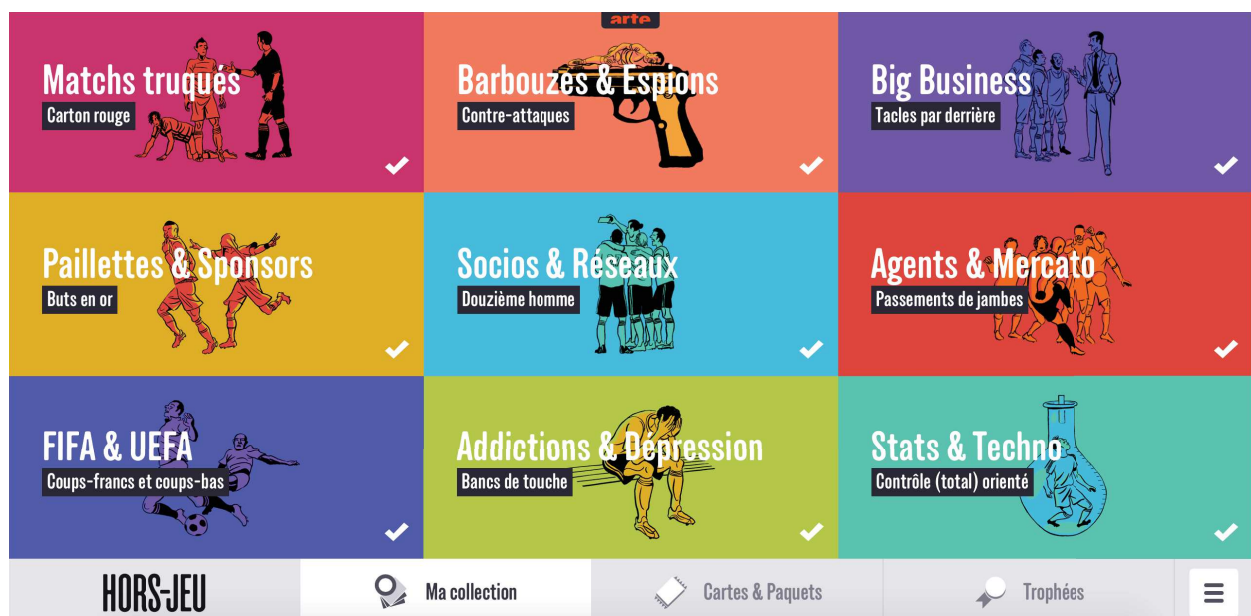 arte
Matchs truqués
Carton rouge
Barbouzes & Espions
Contre-attaques
Big Business
Tacles par derrière
Paillettes & Sponsors
Buts en or
Socios & Réseaux
Douzième homme
Agents & Mercato
Passements de jambes
FIFA & UEFA
Coups-francs et coups-bas
Addictions & Dépression
Bancs de touche
Stats & Techno
Contrôle (total) orienté
HORS-JEU
Ma collection
Cartes & Paquets
Trophées